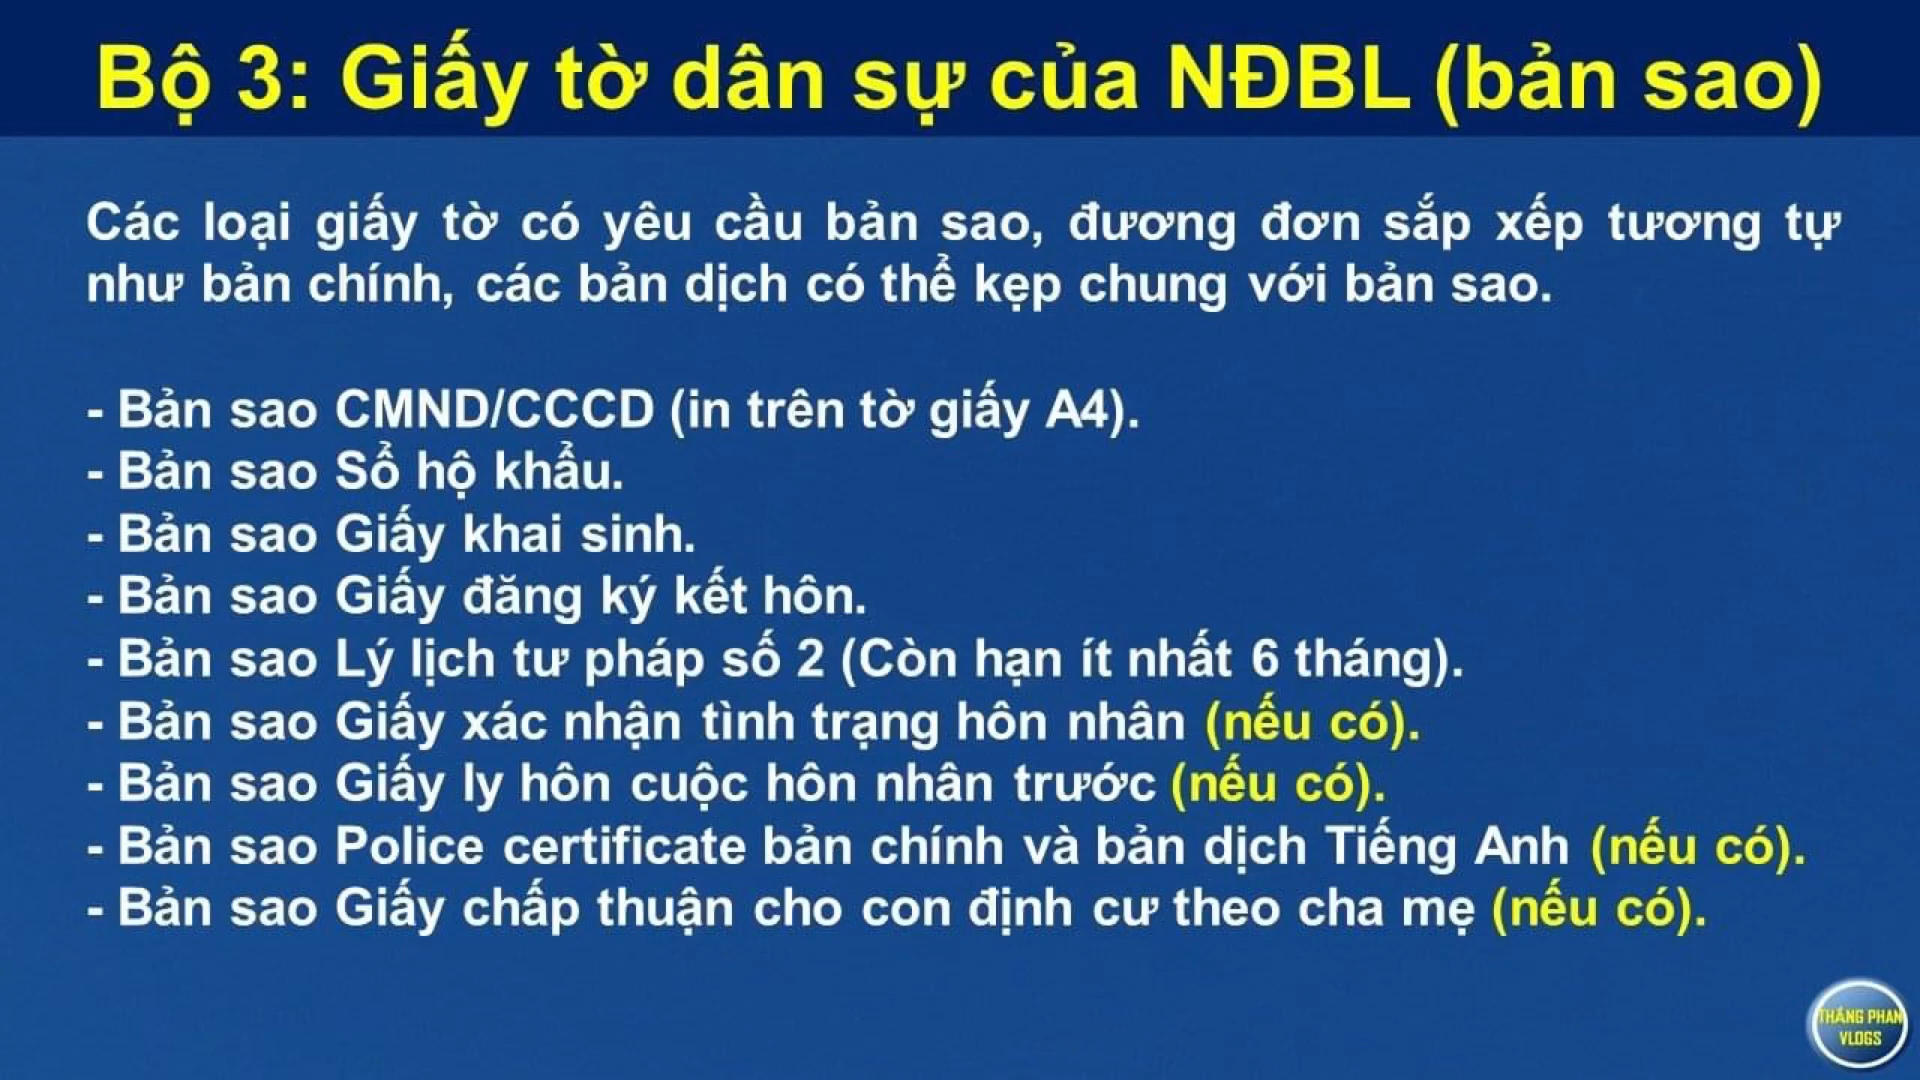 Bộ 3: Giấy tờ dân sự của NĐBL (bản sao)
Các loại giấy tờ có yêu cầu bản sao, đương đơn sắp xếp tương tự
như bản chính, các bản dịch có thể kẹp chung với bản sao.
- Bản sao CMND/CCCD (in trên tờ giấy A4).
- Bản sao Sổ hộ khẩu.
- Bản sao Giấy khai sinh.
- Bản sao Giấy đăng ký kết hôn.
- Bản sao Lý lịch tư pháp số 2 (Còn hạn ít nhất 6 tháng).
- Bản sao Giấy xác nhận tình trạng hôn nhân (nếu có).
- Bản sao Giấy ly hôn cuộc hôn nhân trước (nếu có).
- Bản sao Police certificate bản chính và bản dịch Tiếng Anh (nếu có).
- Bản sao Giấy chấp thuận cho con định cư theo cha mẹ (nếu có).
THẮNG PHAN
VLOGS